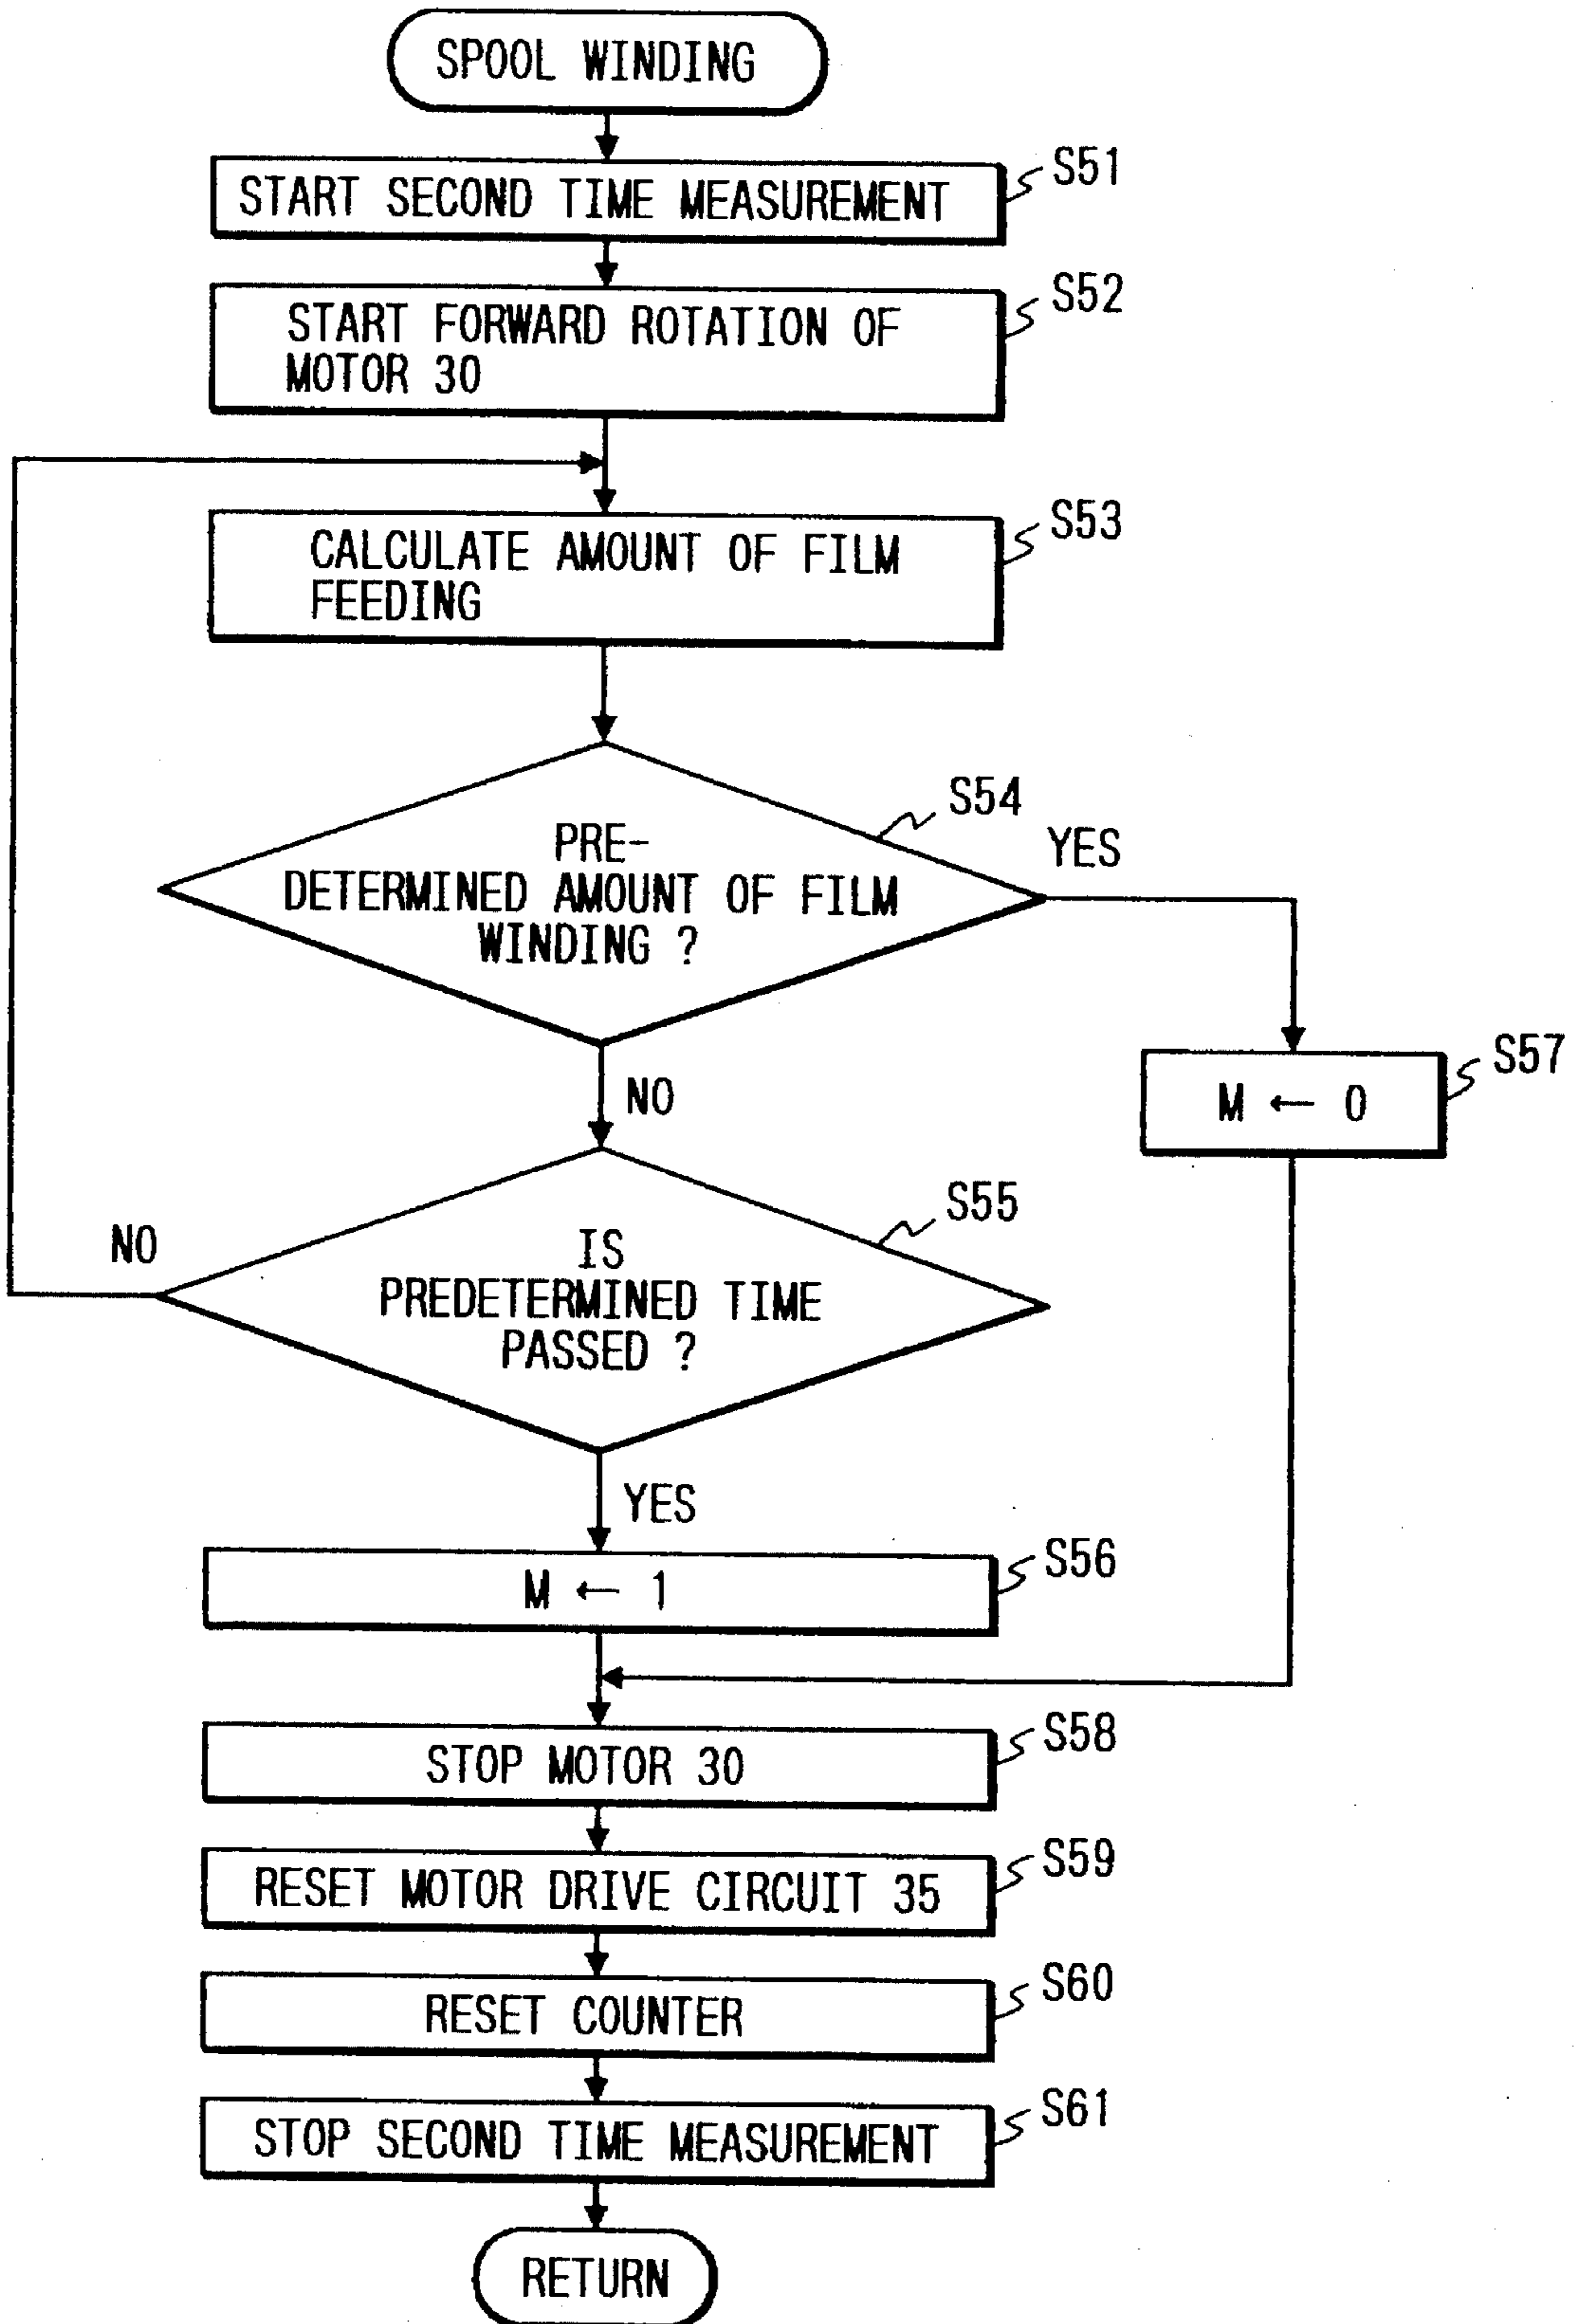 SPOOL WINDING
START SECOND TIME MEASUREMENT
S51
START FORWARD ROTATION OF
MOTOR 30
S52
CALCULATE AMOUNT OF FILM
FEEDING
S53
PRE-
DETERMINED AMOUNT OF FILM
WINDING ?
S54
YES
NO
M ← 0
S57
IS
PREDETERMINED TIME
PASSED ?
S55
NO
YES
M ← 1
S56
STOP MOTOR 30
S58
RESET MOTOR DRIVE CIRCUIT 35
S59
RESET COUNTER
S60
STOP SECOND TIME MEASUREMENT
S61
RETURN